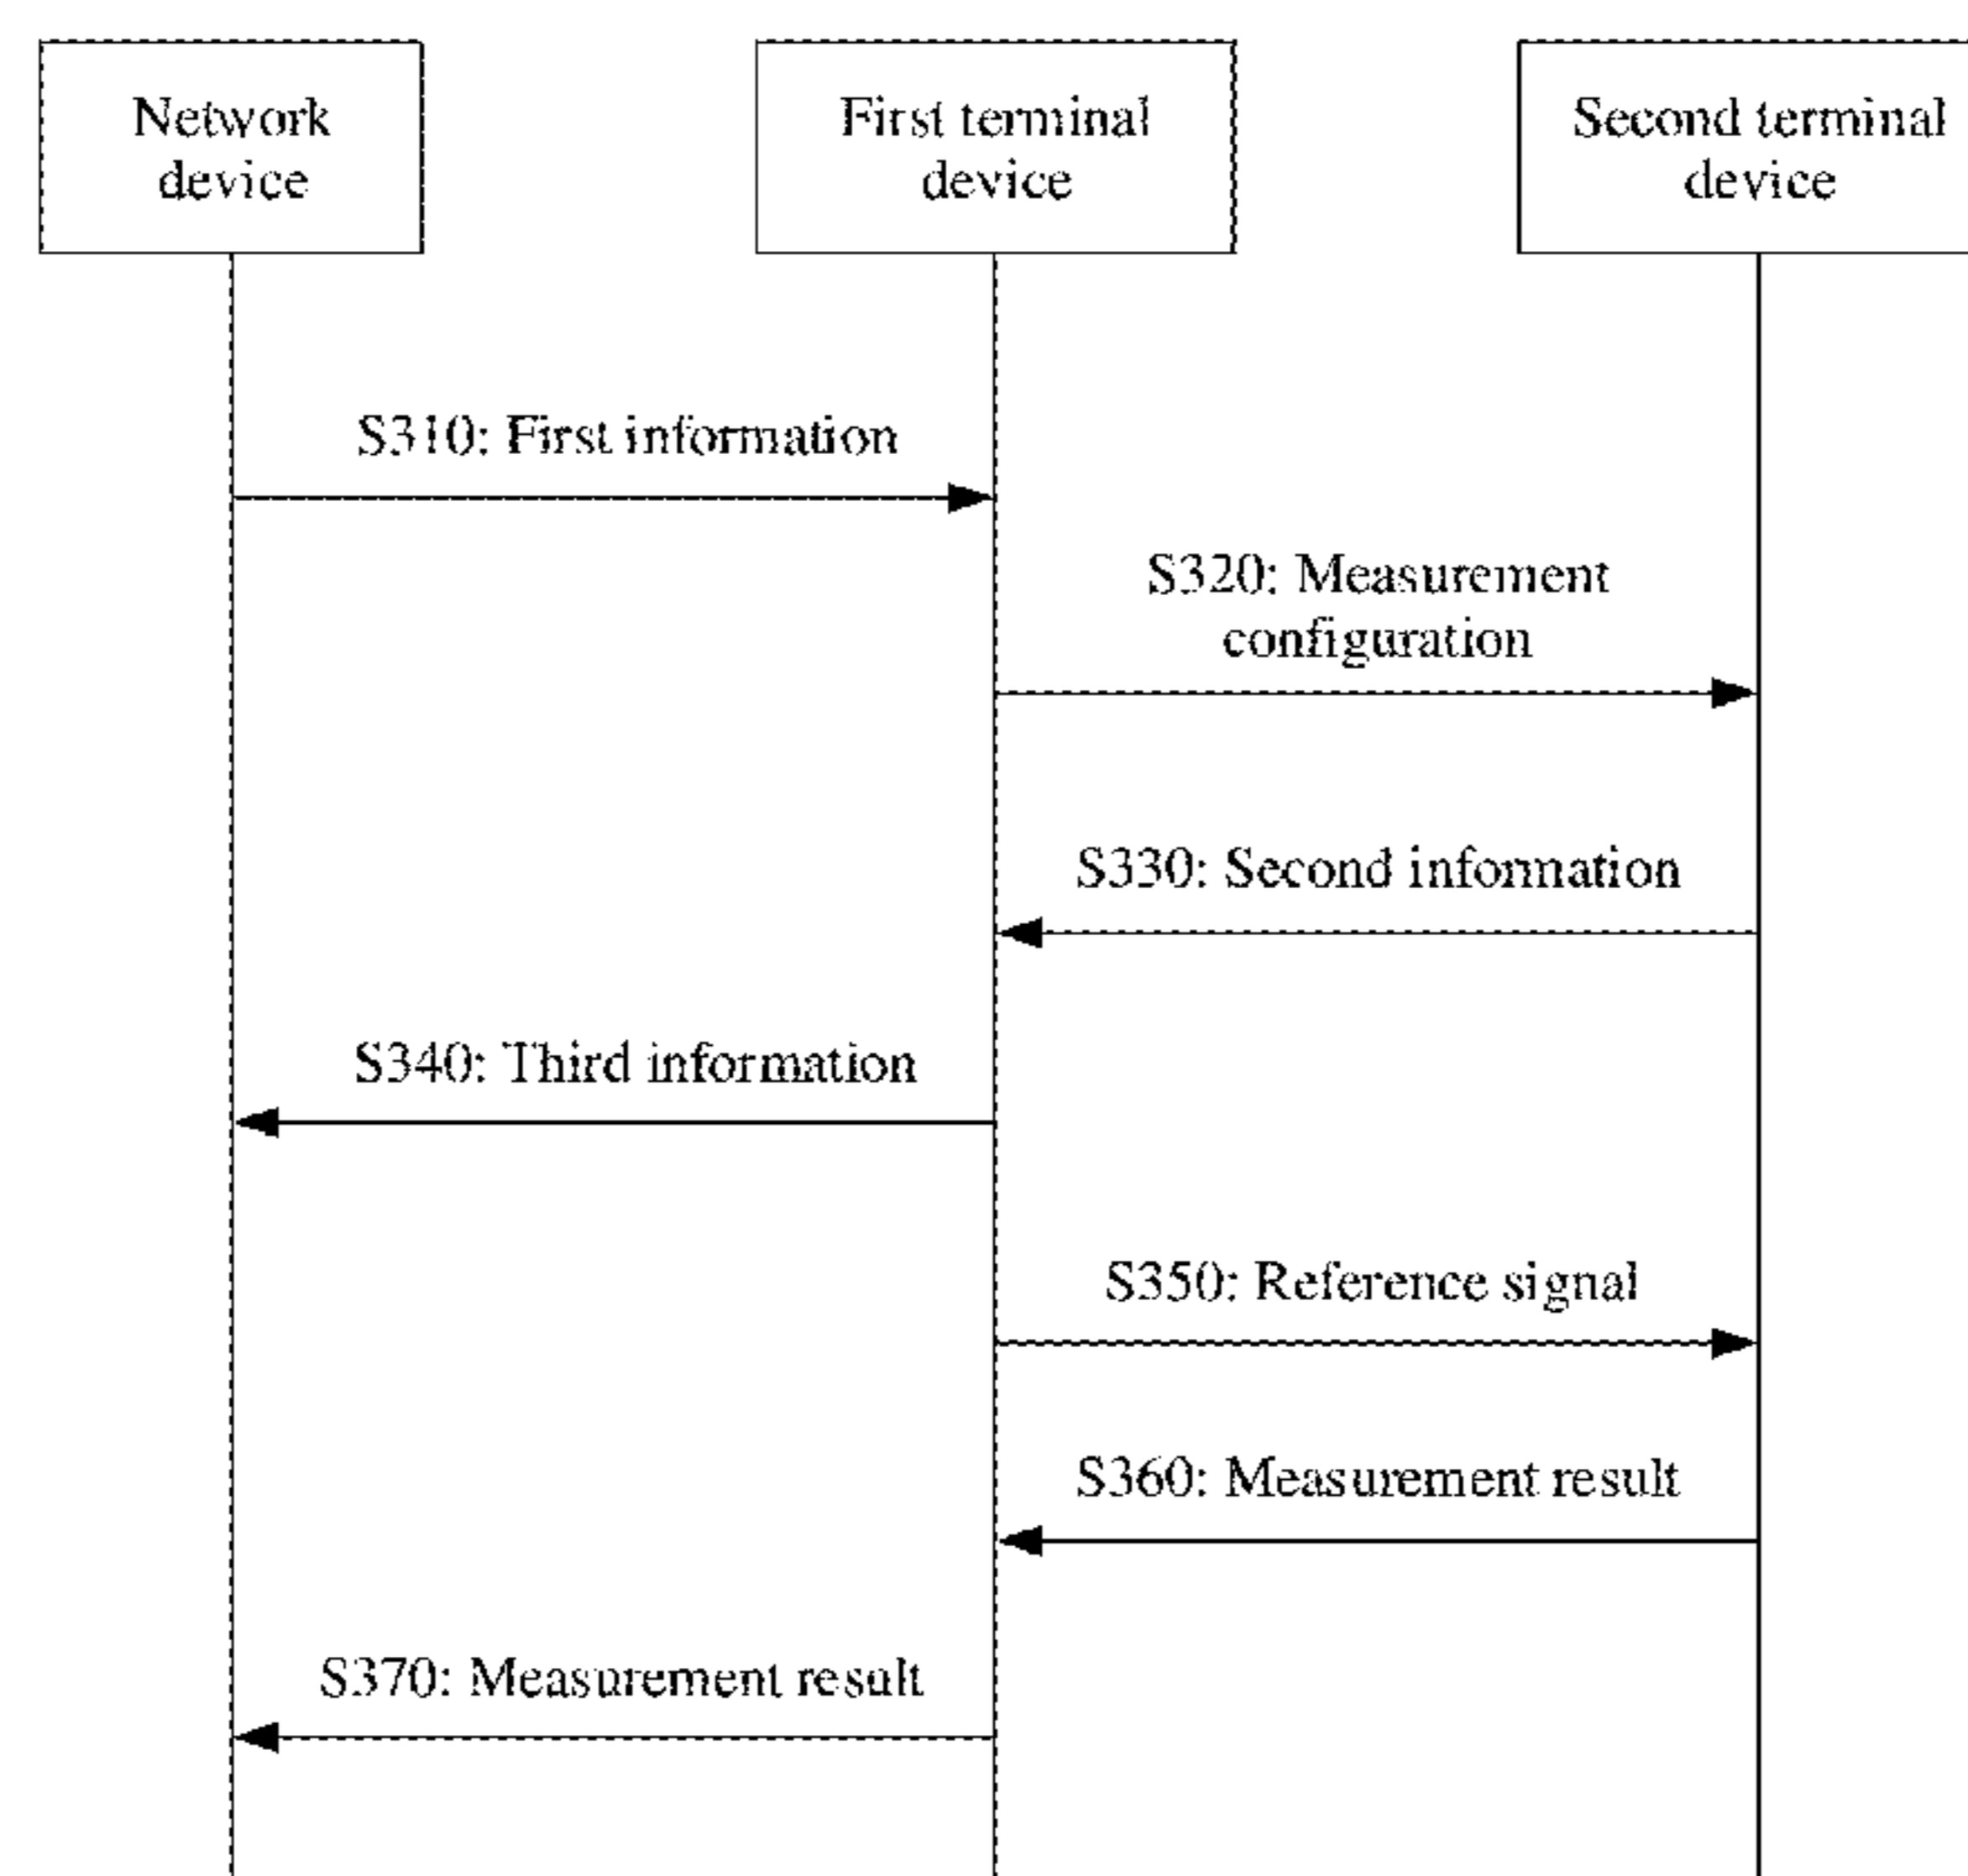 Network
device
First terminal
device
Second terminal
device
S310: First information
S320: Measurement
configuration
S330: Second information
S340: Third information
S350: Reference signal
S360: Measurement result
S370: Measurement result